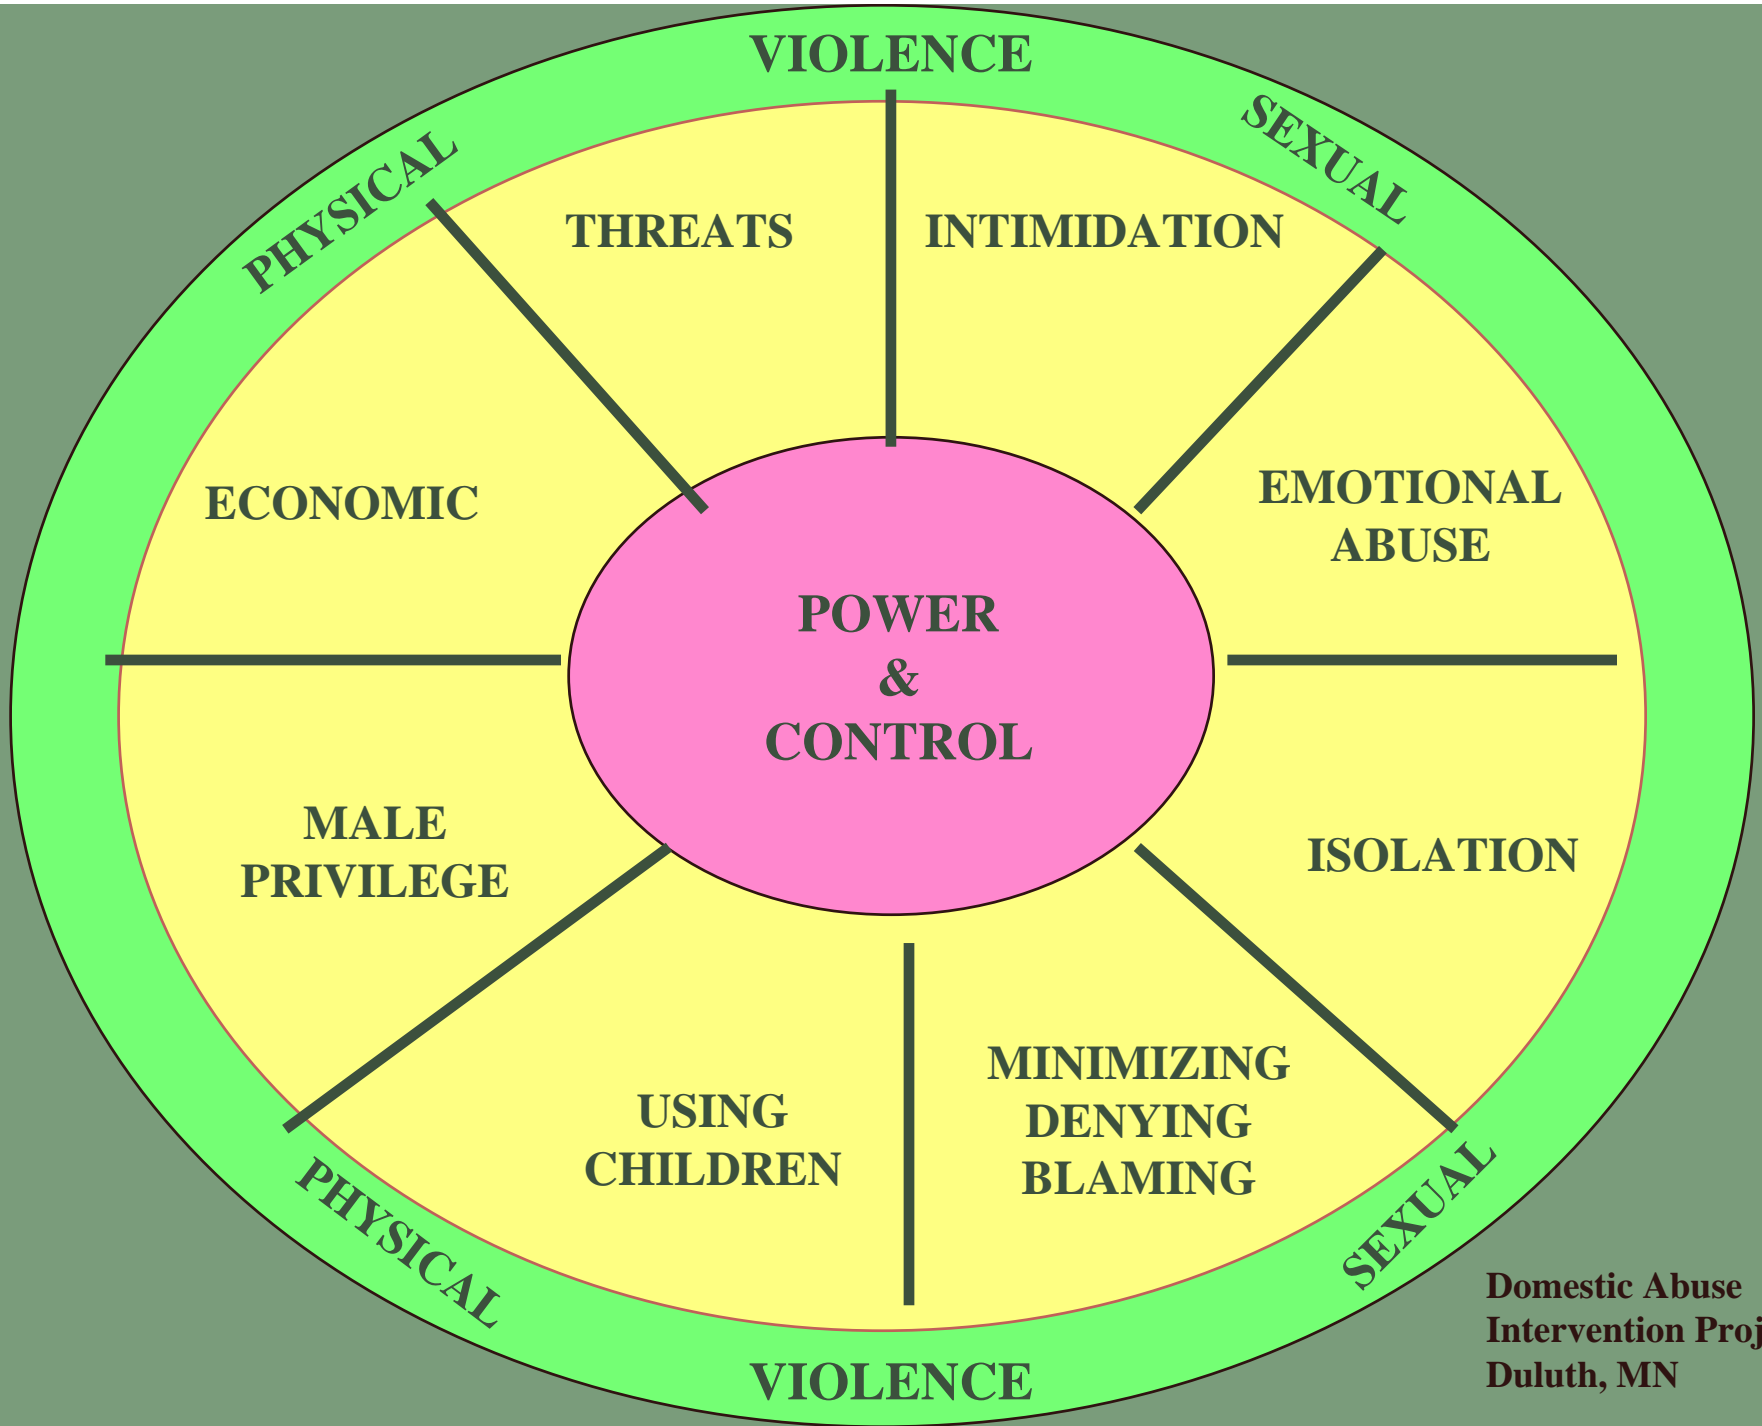 VIOLENCE
PHYSICAL
SEXUAL
THREATS
INTIMIDATION
ECONOMIC
EMOTIONAL
ABUSE
POWER
&
CONTROL
MALE
PRIVILEGE
ISOLATION
USING
CHILDREN
MINIMIZING
DENYING
BLAMING
PHYSICAL
SEXUAL
VIOLENCE
Domestic Abuse
Intervention Proj
Duluth, MN